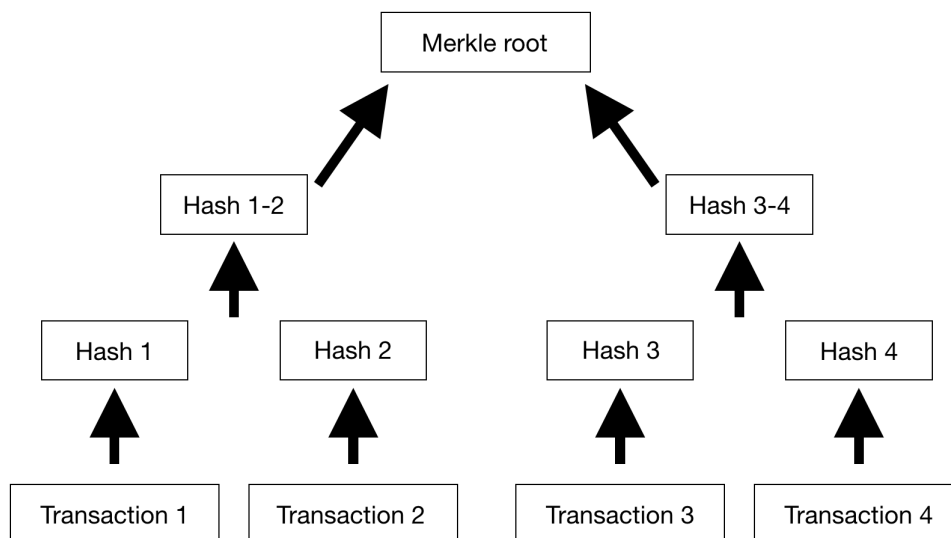 Merkle root
Hash 1-2
Hash 3-4
Hash 1
Hash 2
Hash 3
Hash 4
Transaction 1
Transaction 2
Transaction 3
Transaction 4